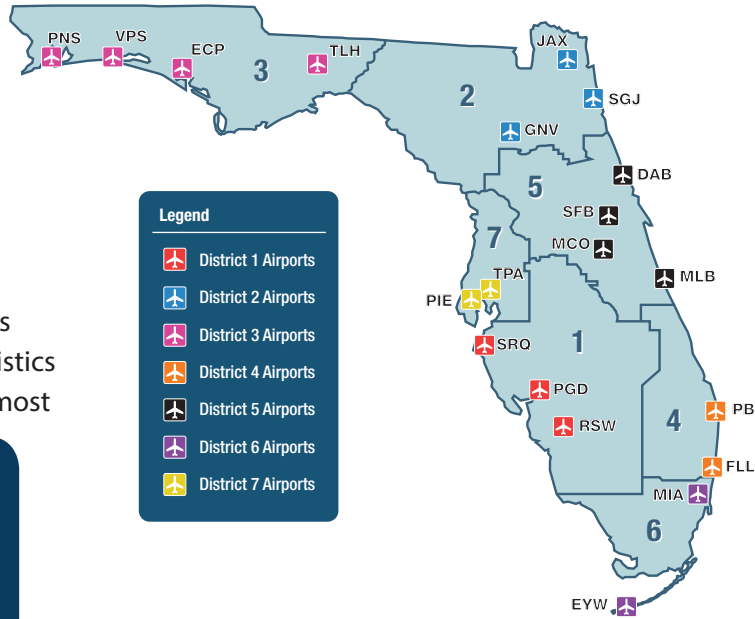 PNS
VPS
ECP
TLH
3
JAX
2
SGJ
GNV
DAB
5
SFB
MCO
MLB
7
TPA
PIE
SRQ
1
PGD
RSW
4
PB
FLL
MIA
6
EYW
Legend
District 1 Airports
District 2 Airports
District 3 Airports
District 4 Airports
District 5 Airports
District 6 Airports
District 7 Airports
s
istics
most